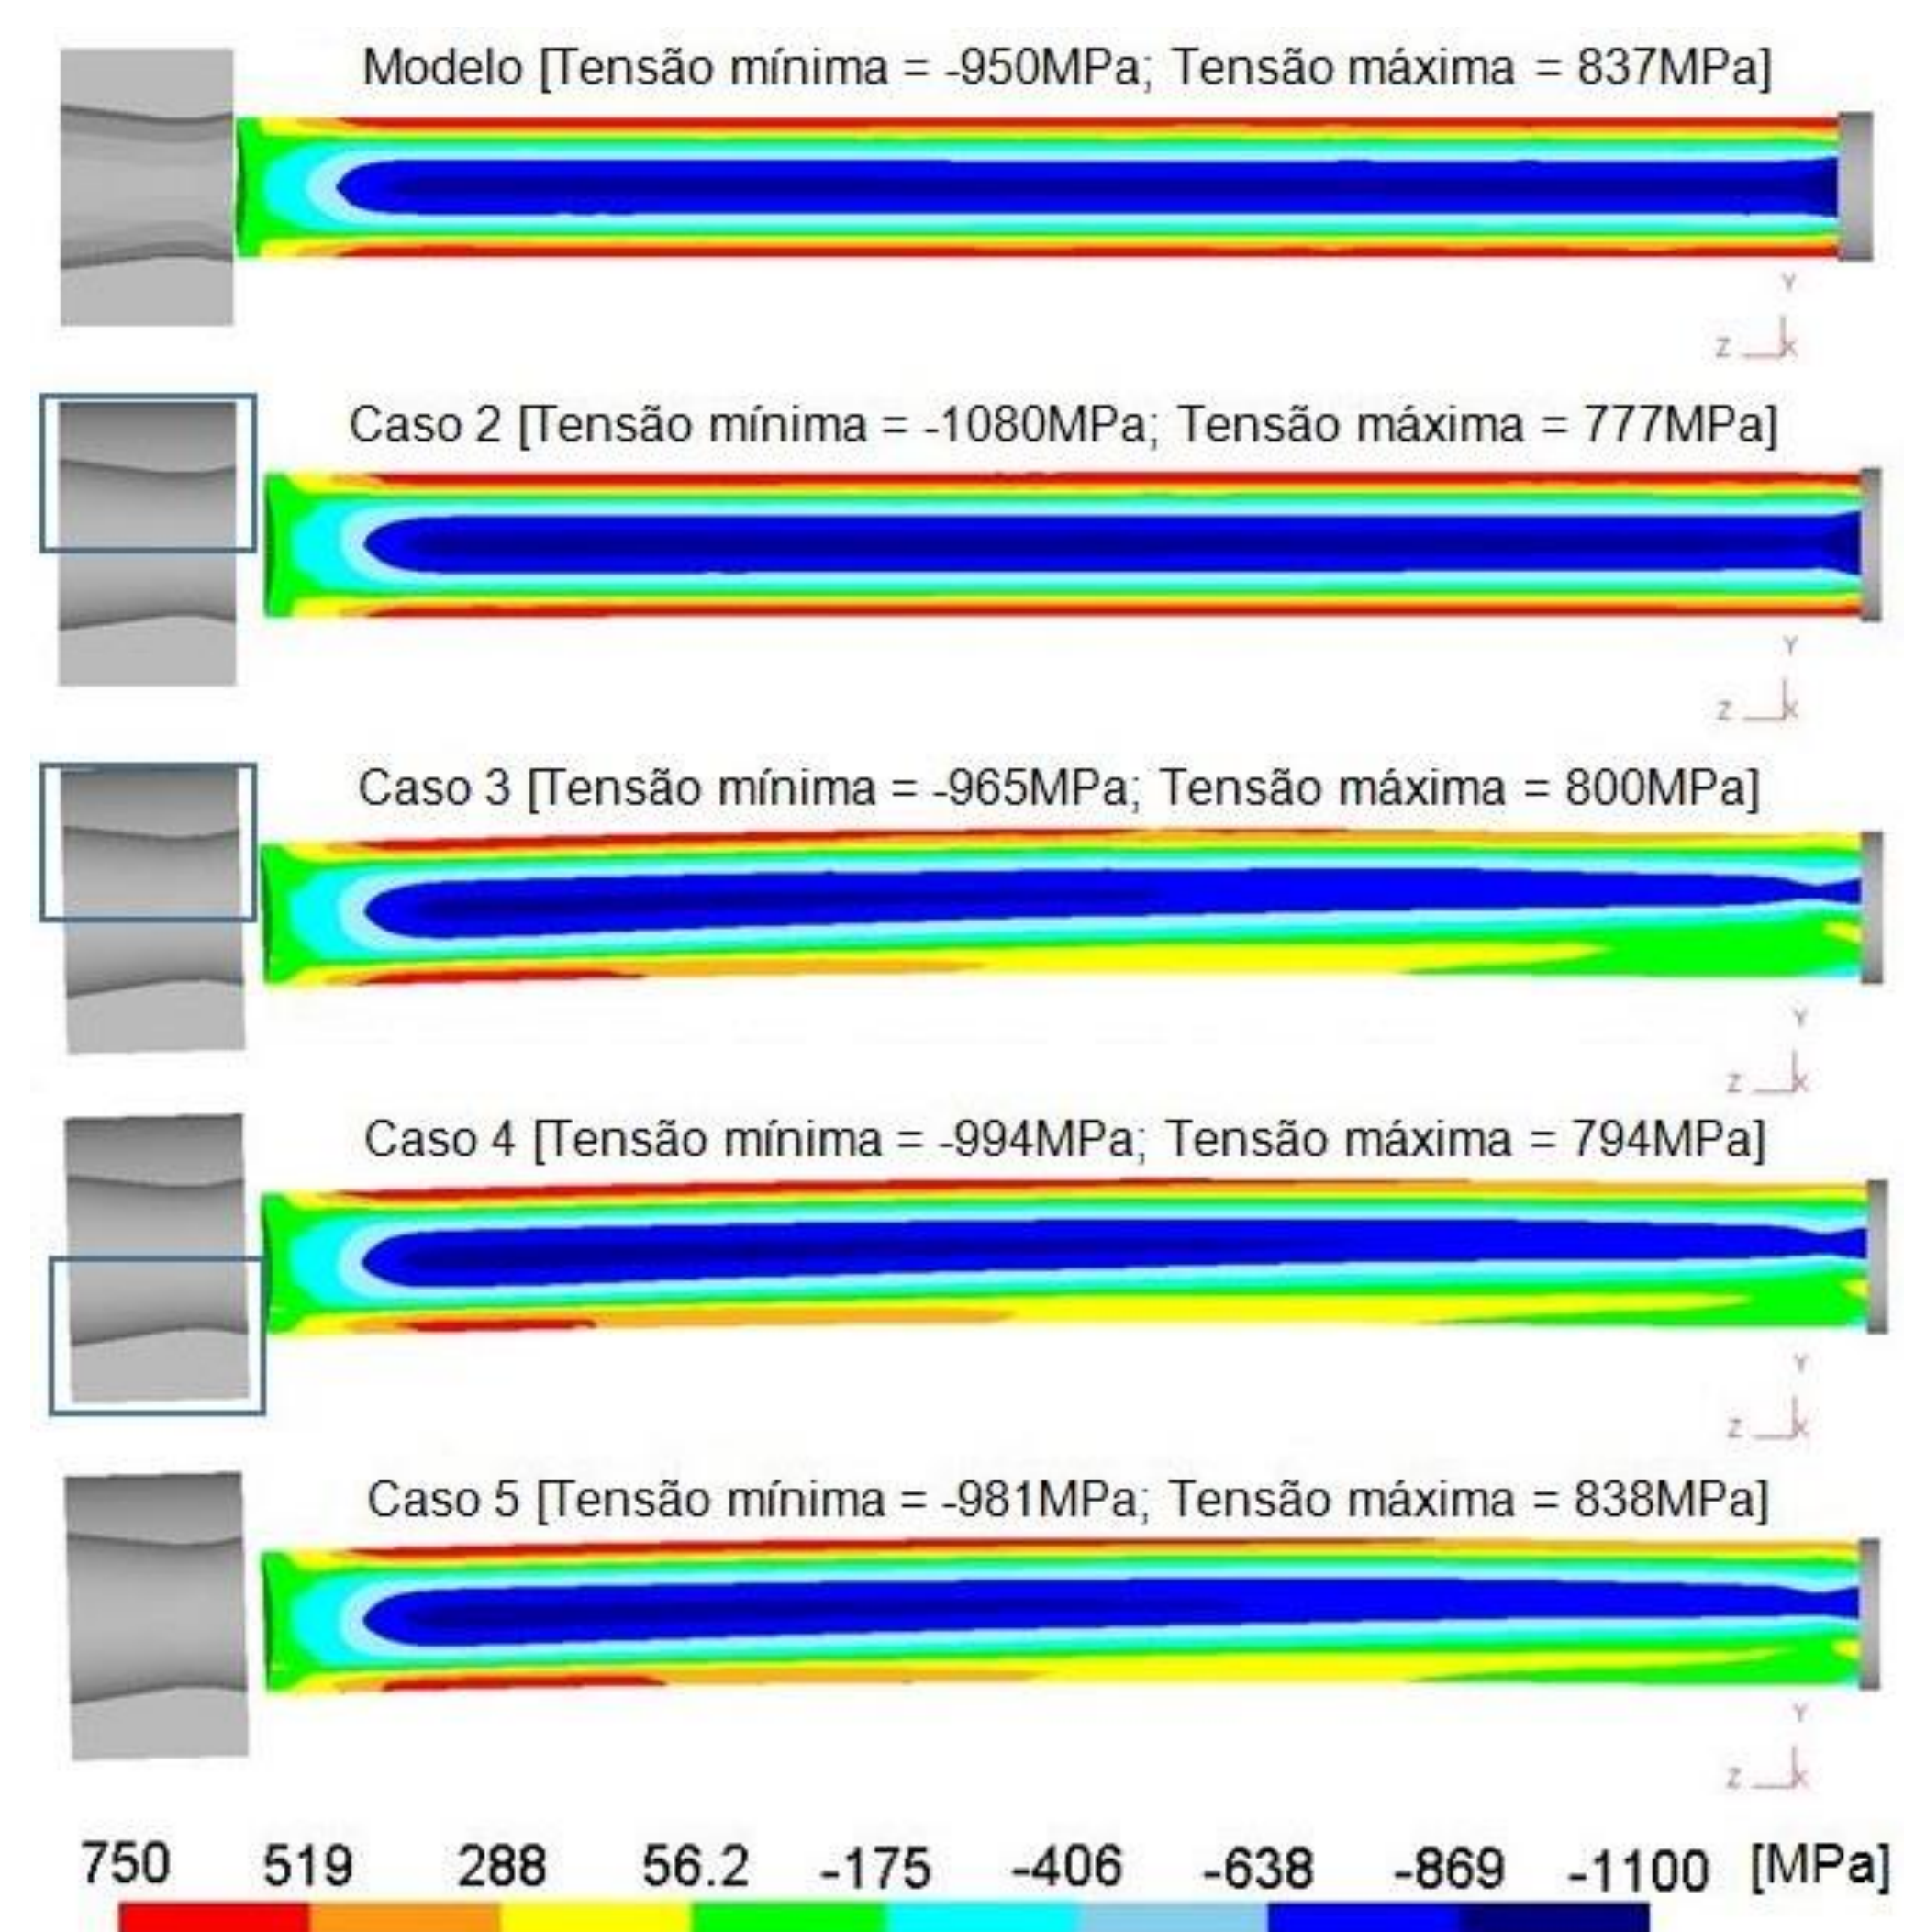 Modelo [Tensão mínima = -950MPa; Tensão máxima = 837MPa]
Y
Z X
Caso 2 [Tensão mínima = -1080MPa; Tensão máxima = 777MPa]
Y
Z X
Caso 3 [Tensão mínima = -965MPa; Tensão máxima = 800MPa]
Y
Z X
Caso 4 [Tensão mínima = -994MPa; Tensão máxima = 794MPa]
Y
Z X
Caso 5 [Tensão mínima = -981MPa; Tensão máxima = 838MPa]
Y
Z X
750 519 288 56.2 -175 -406 -638 -869 -1100 [MPa]